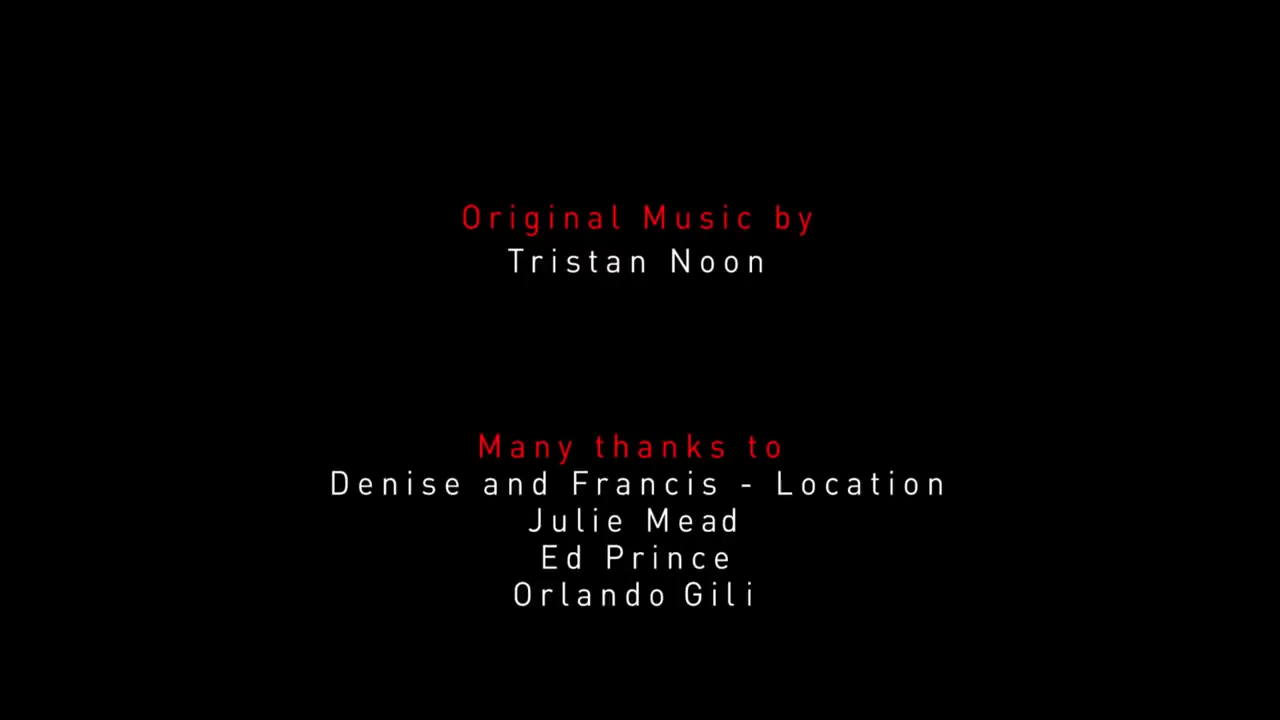 Original Music by
Tristan Noon
Many thanks to
Denise and Francis - Location
Julie Mead
Ed Prince
Orlando Gili